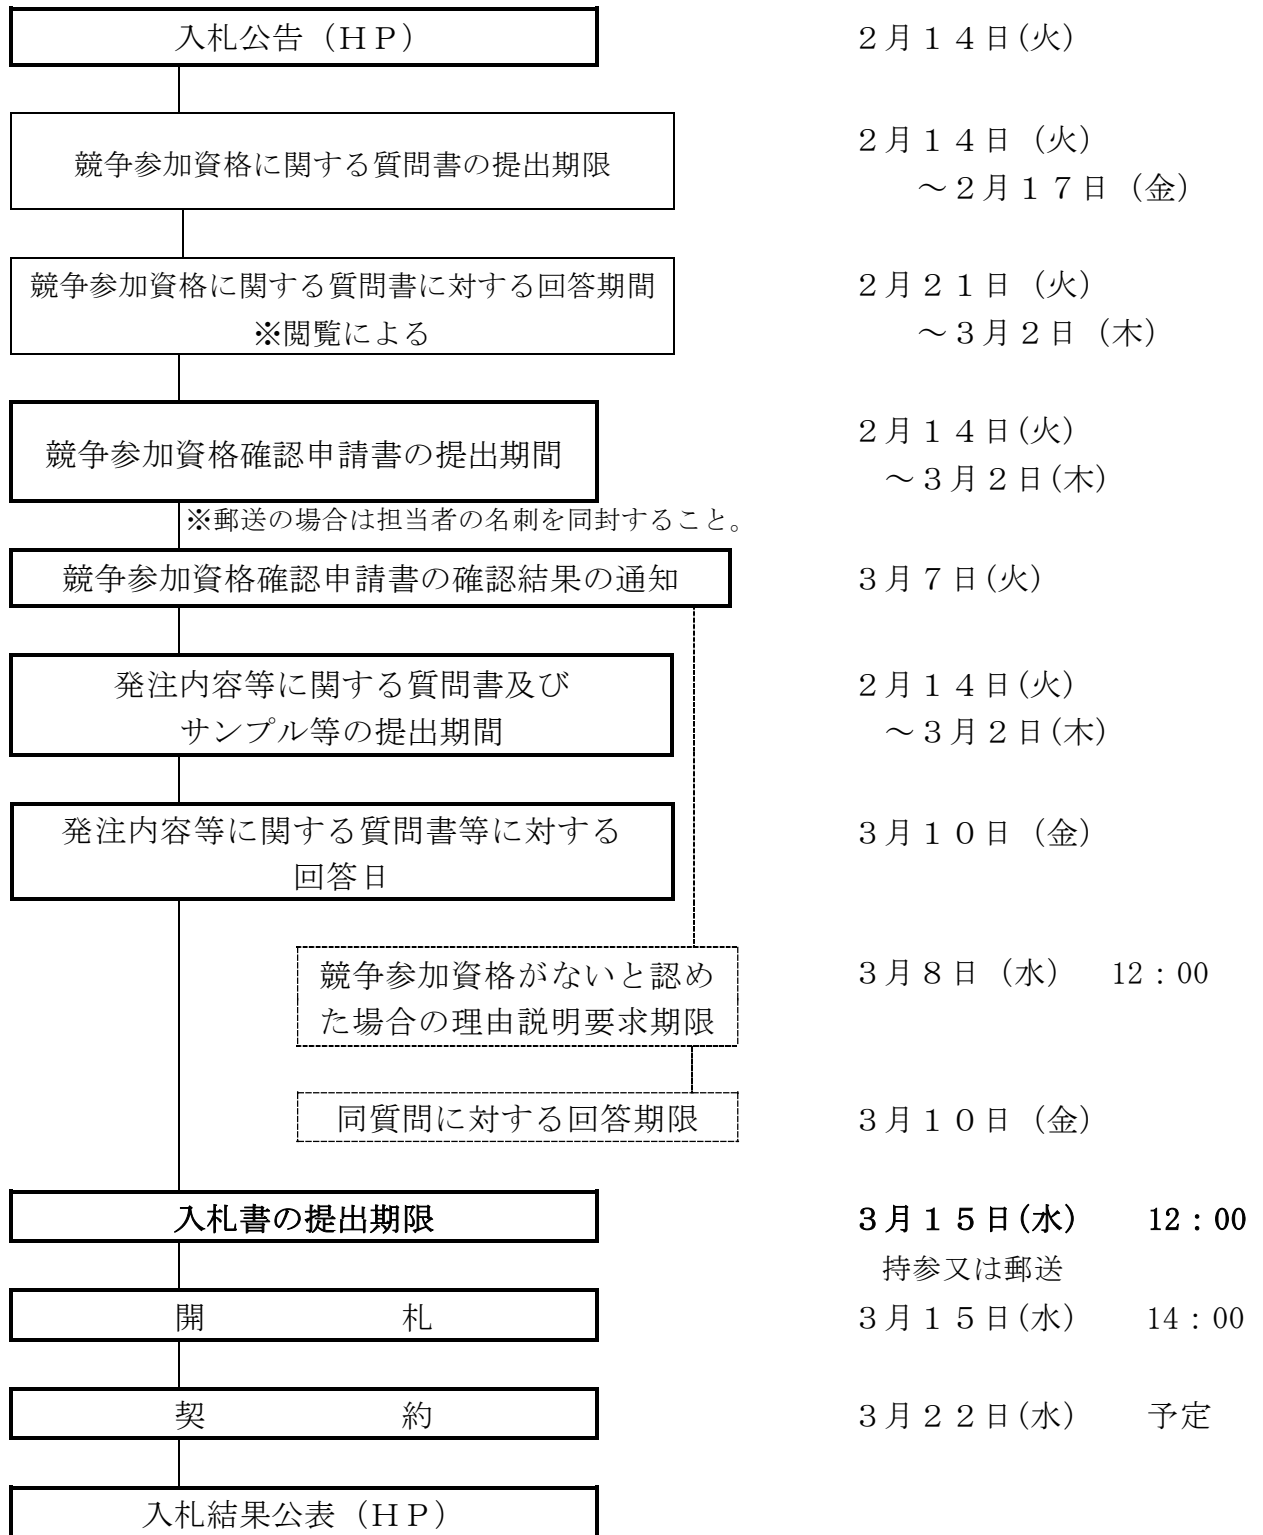 入札公告（ＨＰ）
２月１４日(火)
競争参加資格に関する質問書の提出期限
２月１４日（火）
～２月１７日（金）
競争参加資格に関する質問書に対する回答期間
※閲覧による
２月２１日（火）
～３月２日（木）
競争参加資格確認申請書の提出期間
２月１４日(火)
～３月２日(木)
※郵送の場合は担当者の名刺を同封すること。
競争参加資格確認申請書の確認結果の通知
３月７日(火)
発注内容等に関する質問書及び
サンプル等の提出期間
２月１４日(火)
～３月２日(木)
発注内容等に関する質問書等に対する
回答日
３月１０日（金）
競争参加資格がないと認め
た場合の理由説明要求期限
３月８日（水）　12：00
同質問に対する回答期限
３月１０日（金）
入札書の提出期限
３月１５日(水)　12：00
持参又は郵送
開　札
３月１５日(水)　14：00
契　約
３月２２日(水)　予定
入札結果公表（ＨＰ）